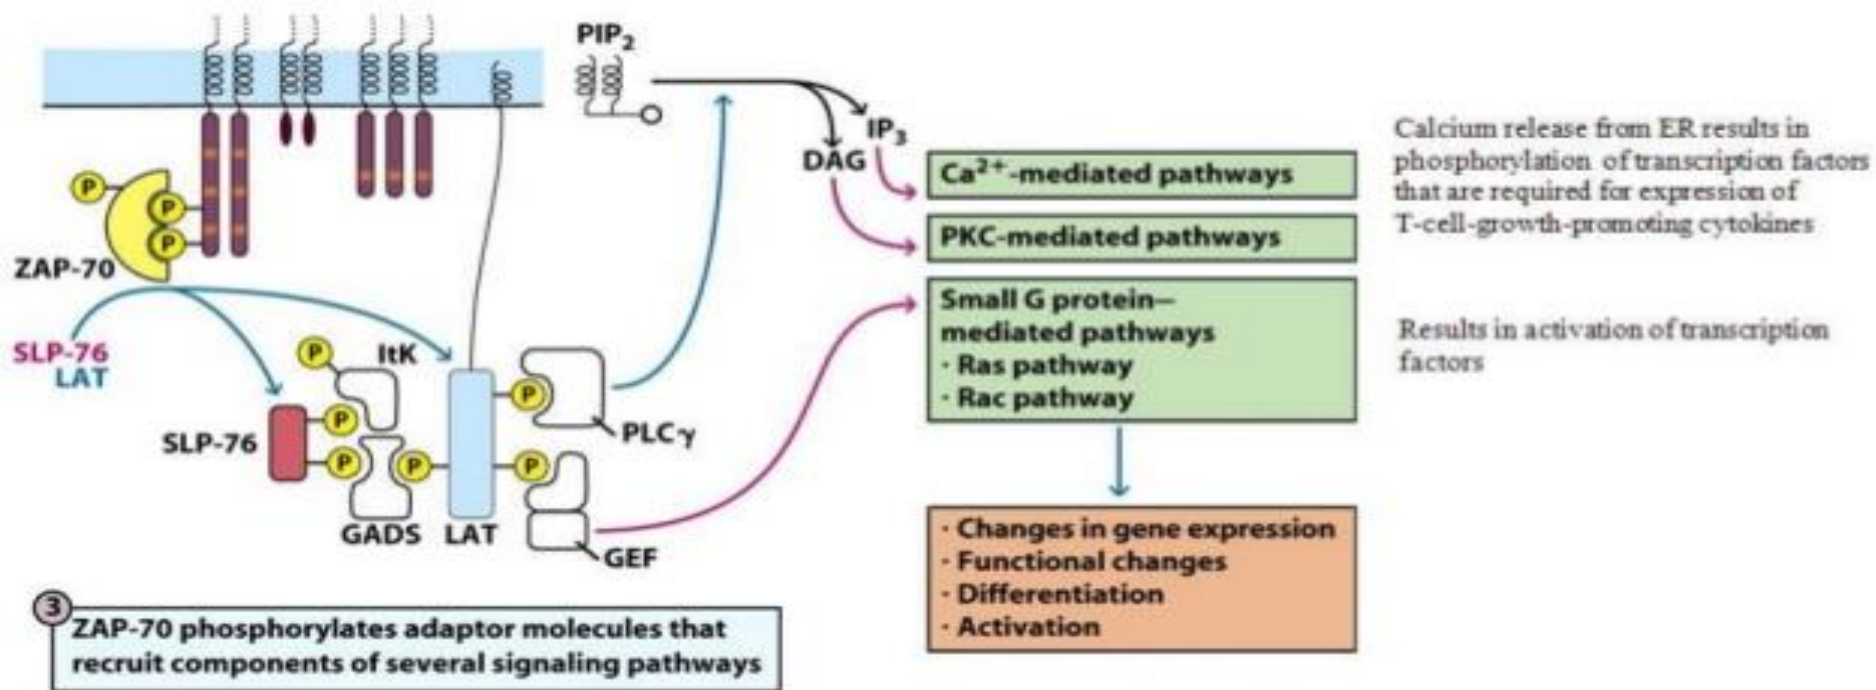 PIP2
IP3
DAG
Ca2+-mediated pathways
PKC-mediated pathways
Small G protein—
mediated pathways
· Ras pathway
· Rac pathway
Calcium release from ER results in
phosphorylation of transcription factors
that are required for expression of
T-cell-growth-promoting cytokines
Results in activation of transcription
factors
P
P
P
ZAP-70
SLP-76
LAT
P
ItK
P
P
P
P
P
SLP-76
PLCγ
GADS
LAT
GEF
· Changes in gene expression
· Functional changes
· Differentiation
· Activation
3
ZAP-70 phosphorylates adaptor molecules that
recruit components of several signaling pathways